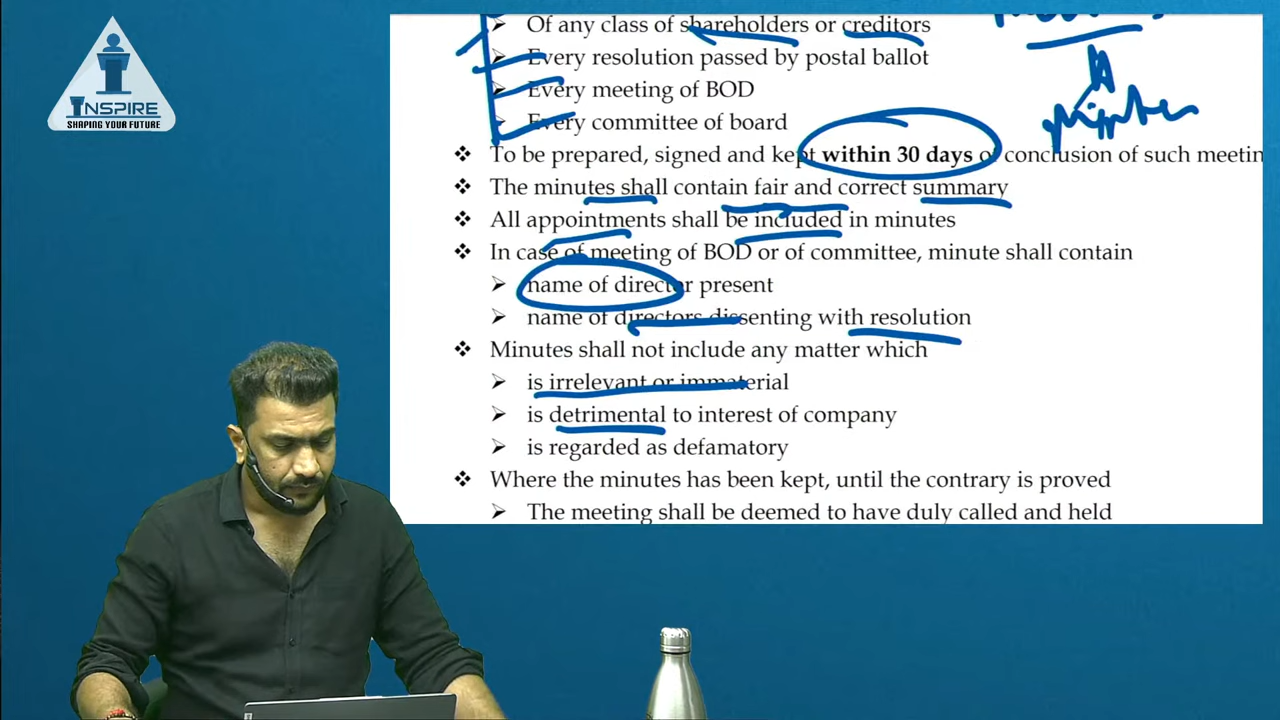 INSPIRE
SHAPING YOUR FUTURE
Of any class of shareholders or creditors
Every resolution passed by postal ballot
Every meeting of BOD
Every committee of board
To be prepared, signed and kept within 30 days of conclusion of such meetin
The minutes shall contain fair and correct summary
All appointments shall be included in minutes
In case of meeting of BOD or of committee, minute shall contain
name of director present
name of directors dissenting with resolution
Minutes shall not include any matter which
is irrelevant or immaterial
is detrimental to interest of company
is regarded as defamatory
Where the minutes has been kept, until the contrary is proved
The meeting shall be deemed to have duly called and held